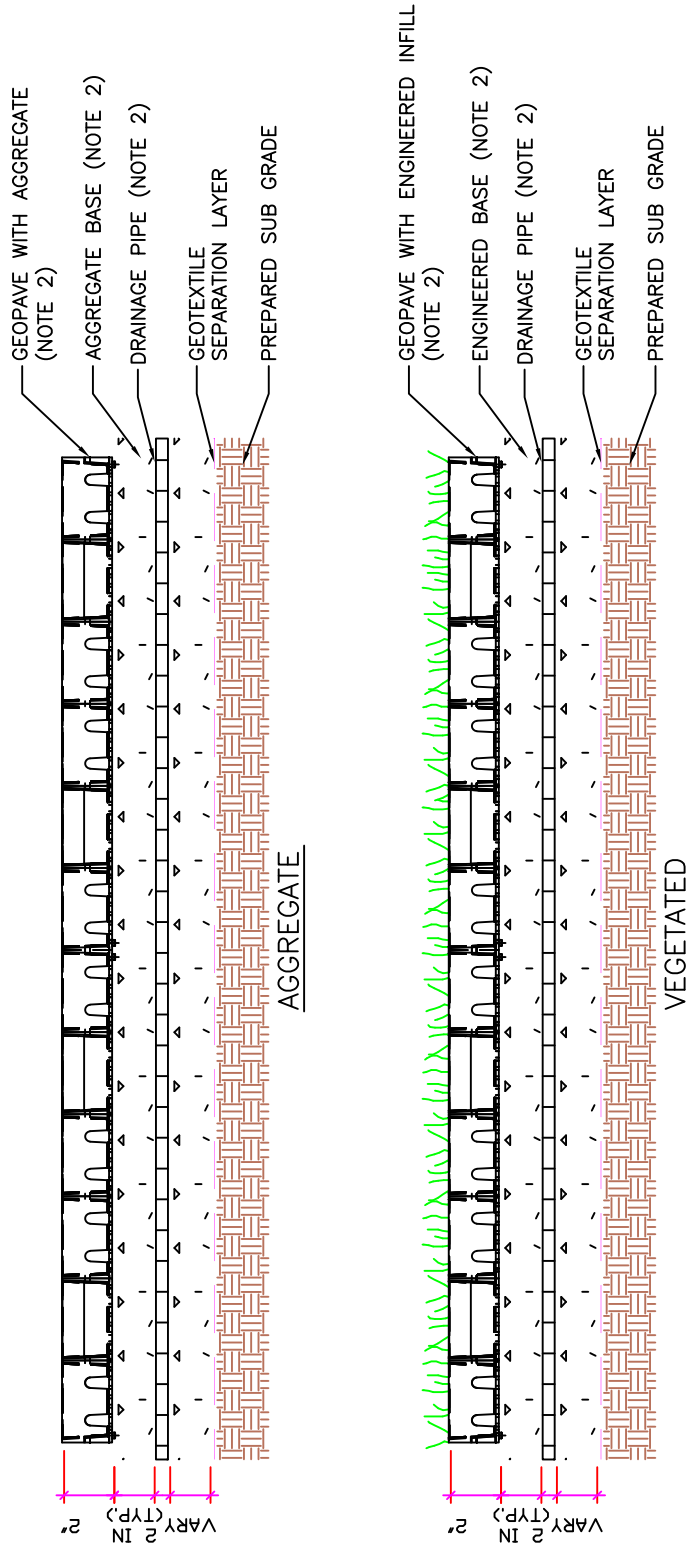 GEOPAVE WITH AGGREGATE
(NOTE 2)
AGGREGATE BASE (NOTE 2)
DRAINAGE PIPE (NOTE 2)
GEOTEXTILE
SEPARATION LAYER
PREPARED SUB GRADE
2"
2 IN
(TYP.)
VARY
AGGREGATE
GEOPAVE WITH ENGINEERED INFILL
(NOTE 2)
ENGINEERED BASE (NOTE 2)
DRAINAGE PIPE (NOTE 2)
GEOTEXTILE
SEPARATION LAYER
PREPARED SUB GRADE
2"
2 IN
(TYP.)
VARY
VEGETATED